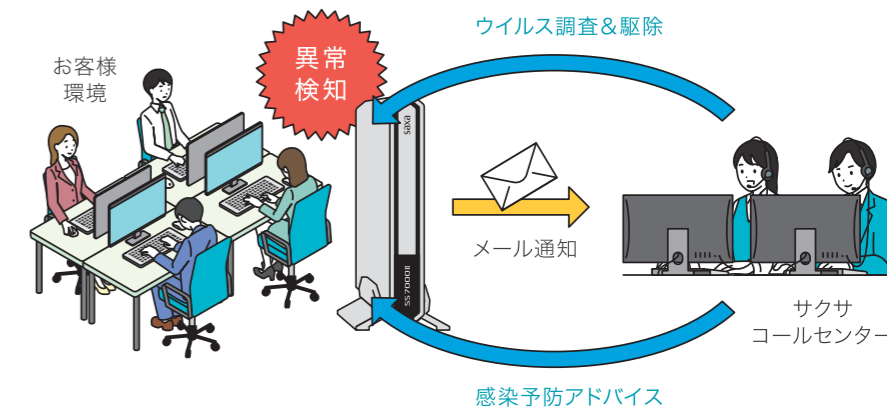 ウイルス調査&駆除
異常
検知
お客様
環境
saxa
メール通知
SS7000II
サクサ
コールセンター
感染予防アドバイス